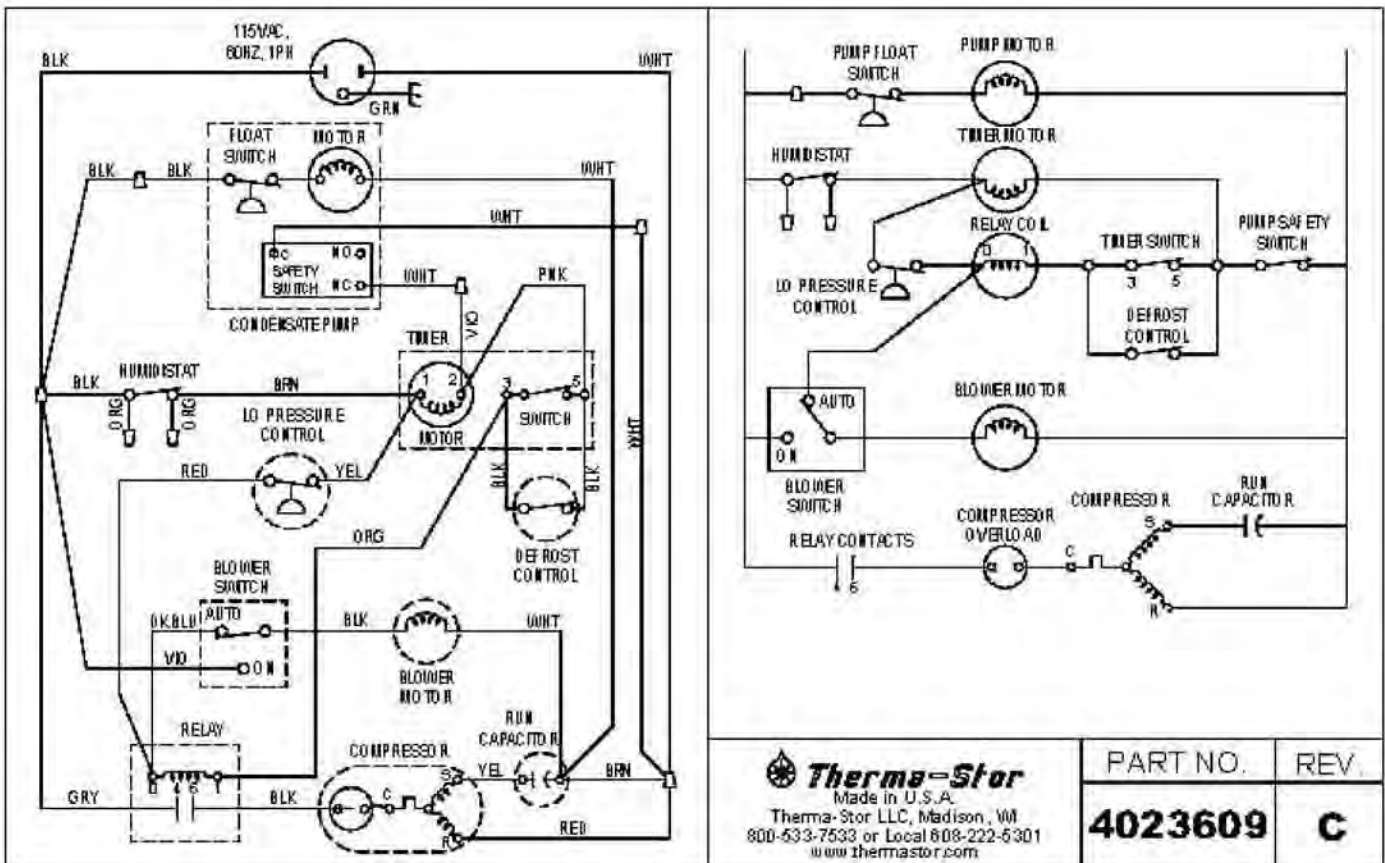 115VAC,
60HZ, 1PH
BLK
WHT
GRN
FLOAT
SWITCH
MOTOR
BLK
BLK
WHT
WHT
C
NO
SAFETY
SWITCH
NC
WHT
PNK
CONDENSATE PUMP
VIO
TIMER
HUMIDISTAT
BLK
BRN
1
2
3
5
ORG
ORG
LO PRESSURE
CONTROL
MOTOR
SWITCH
WHT
RED
YEL
BLK
BLK
ORG
DEFROST
CONTROL
BLOWER
SWITCH
DKBLU
AUTO
BLK
WHT
VIO
ON
BLOWER
MOTOR
RELAY
RUN
CAPACITOR
COMPRESSOR
S
YEL
BRN
4
6
1
C
GRY
BLK
R
RED
PUMP FLOAT
SWITCH
PUMP MOTOR
TIMER MOTOR
HUMIDISTAT
RELAY COIL
TIMER SWITCH
PUMP SAFETY
SWITCH
0
1
3
5
LO PRESSURE
CONTROL
DEFROST
CONTROL
AUTO
BLOWER MOTOR
ON
BLOWER
SWITCH
COMPRESSOR
RUN
CAPACITOR
COMPRESSOR
OVERLOAD
S
RELAY CONTACTS
C
4
6
R
Therma-Stor
Made in U.S.A.
Therma-Stor LLC, Madison, WI
800-533-7533 or Local 608-222-5301
www.thermastor.com
PART NO.
REV.
4023609
C